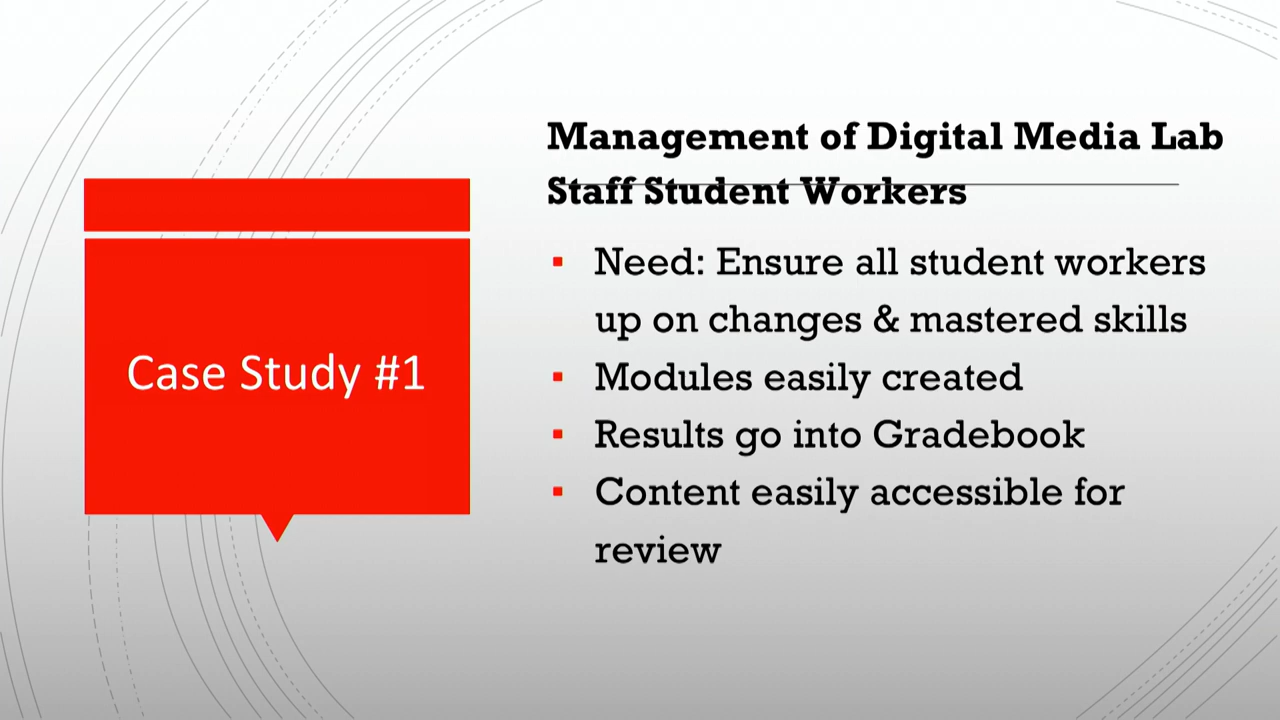 Case Study #1
Management of Digital Media Lab
Staff Student Workers
▪ Need: Ensure all student workers
up on changes & mastered skills
▪ Modules easily created
▪ Results go into Gradebook
▪ Content easily accessible for
review